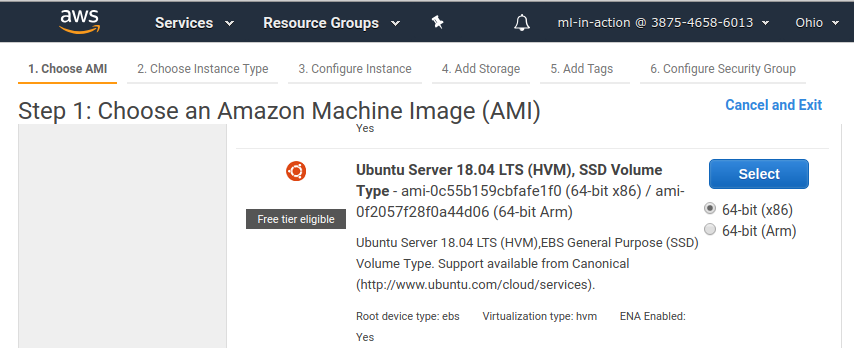 aws Services Resource Groups ml-in-action @ 3875-4658-6013 Ohio
1. Choose AMI 2. Choose Instance Type 3. Configure Instance 4. Add Storage 5. Add Tags 6. Configure Security Group
Step 1: Choose an Amazon Machine Image (AMI) Cancel and Exit
Yes
Ubuntu Server 18.04 LTS (HVM), SSD Volume
Type - ami-0c55b159cbfafe1f0 (64-bit x86) / ami-
0f2057f28f0a44d06 (64-bit Arm)
Select
64-bit (x86)
64-bit (Arm)
Free tier eligible
Ubuntu Server 18.04 LTS (HVM),EBS General Purpose (SSD)
Volume Type. Support available from Canonical
(http://www.ubuntu.com/cloud/services).
Root device type: ebs Virtualization type: hvm ENA Enabled:
Yes